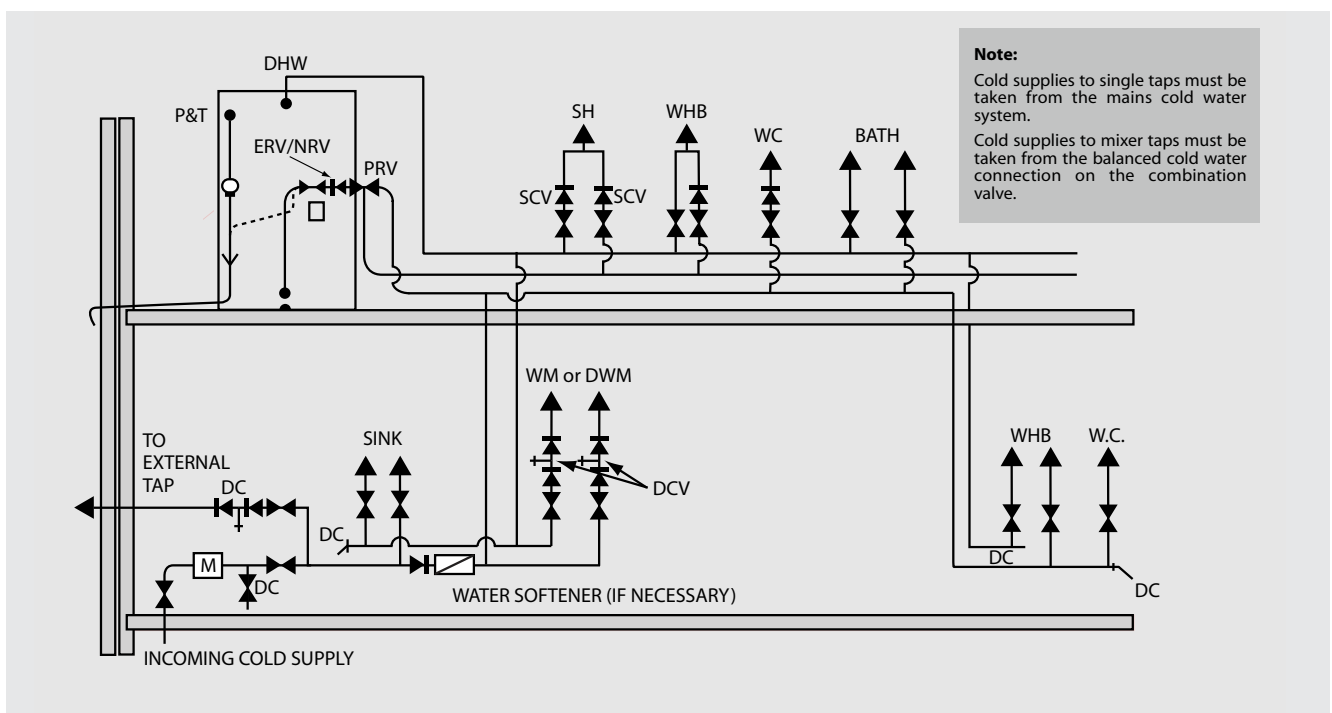 Note:
Cold supplies to single taps must be
taken from the mains cold water
system.
Cold supplies to mixer taps must be
taken from the balanced cold water
connection on the combination
valve.
DHW
P&T
ERV/NRV
PRV
SH
WHB
WC
BATH
SCV
SCV
WM or DWM
SINK
WHB
W.C.
TO
EXTERNAL
TAP
DC
DCV
DC
DC
M
DC
DC
WATER SOFTENER (IF NECESSARY)
INCOMING COLD SUPPLY